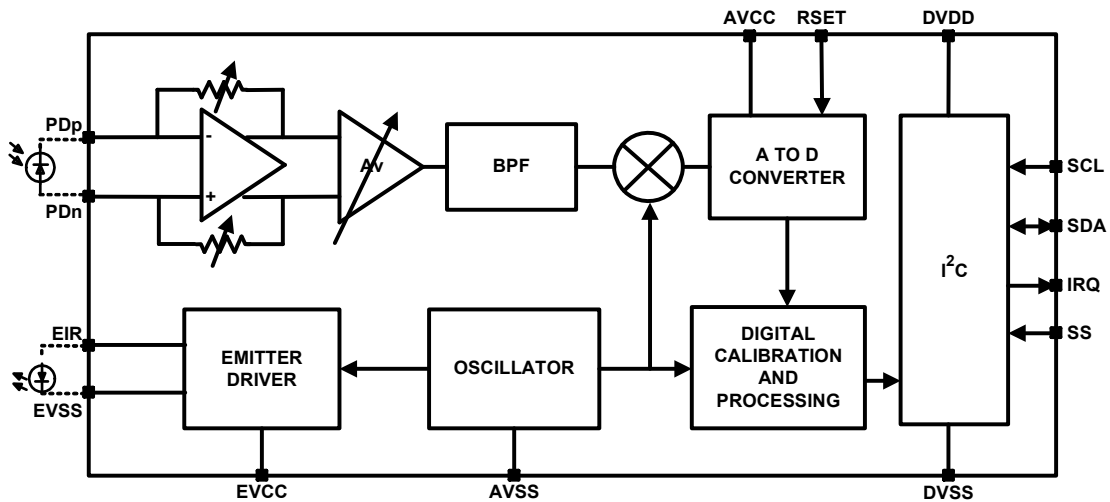 AVCC RSET DVDD
PDp
-
Av
BPF
A TO D
CONVERTER
+
PDn
SCL
SDA
I²C
IRQ
SS
EIR
EMITTER
DRIVER
OSCILLATOR
DIGITAL
CALIBRATION
AND
PROCESSING
EVSS
EVCC AVSS DVSS